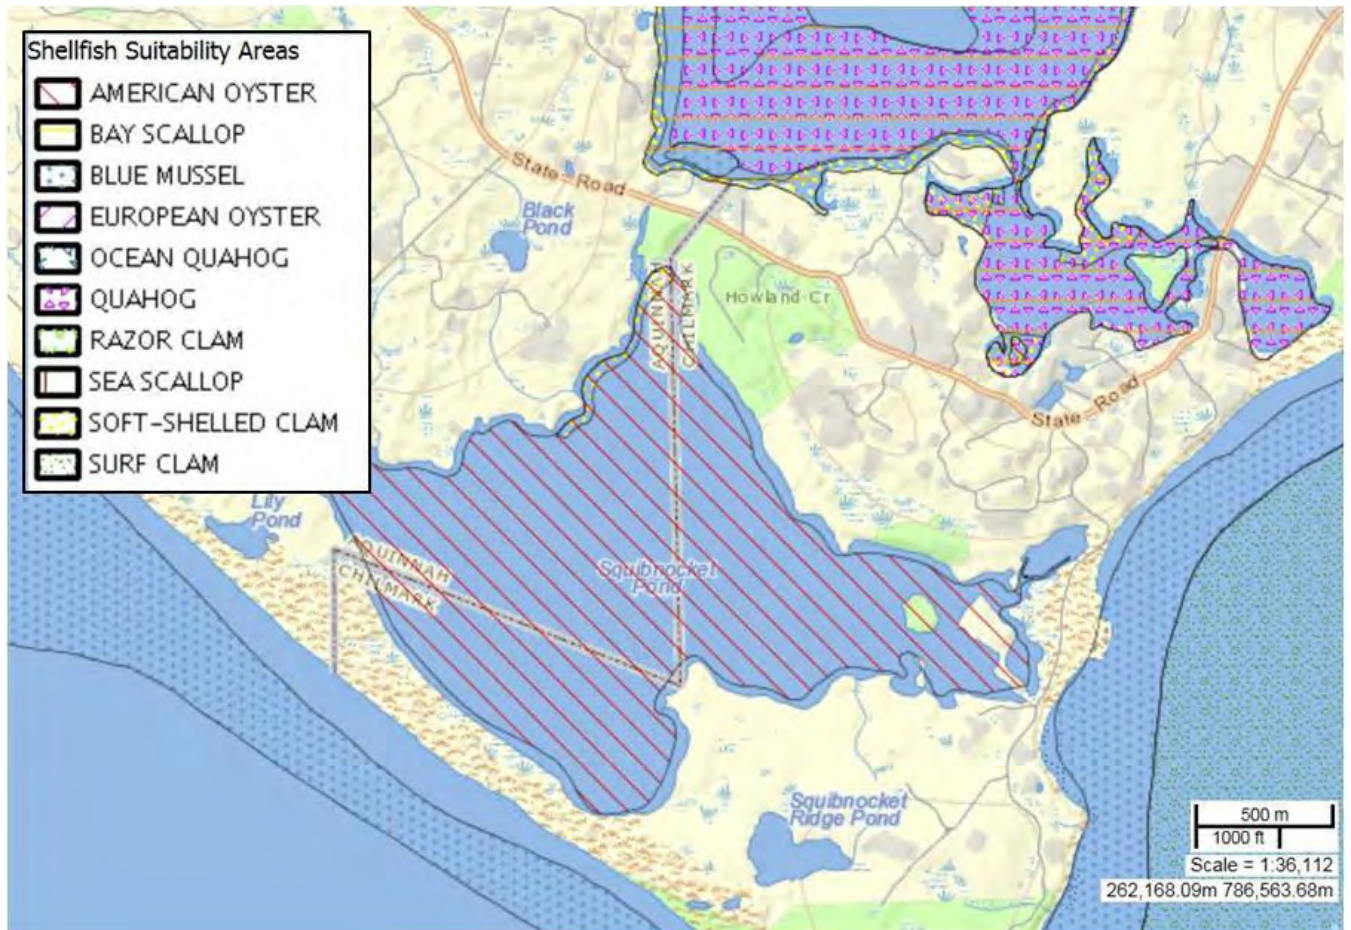 Shellfish Suitability Areas
AMERICAN OYSTER
BAY SCALLOP
BLUE MUSSEL
EUROPEAN OYSTER
OCEAN QUAHOG
QUAHOG
RAZOR CLAM
SEA SCALLOP
SOFT-SHELLED CLAM
SURF CLAM
State Road
Black
Pond
AQUINNAH
CHILMARK
Howland Cr
State Road
Lily
Pond
AQUINNAH
CHILMARK
Squibnocket
Pond
Squibnocket
Ridge Pond
500 m
1000 ft
Scale = 1:36,112
262,168.09m 786,563.68m